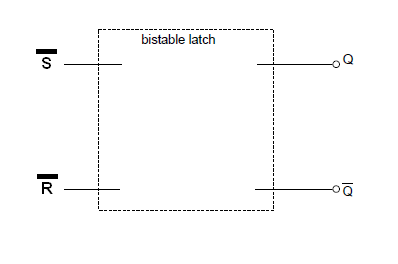 bistable latch
S̅ Q
R̅ Q̅